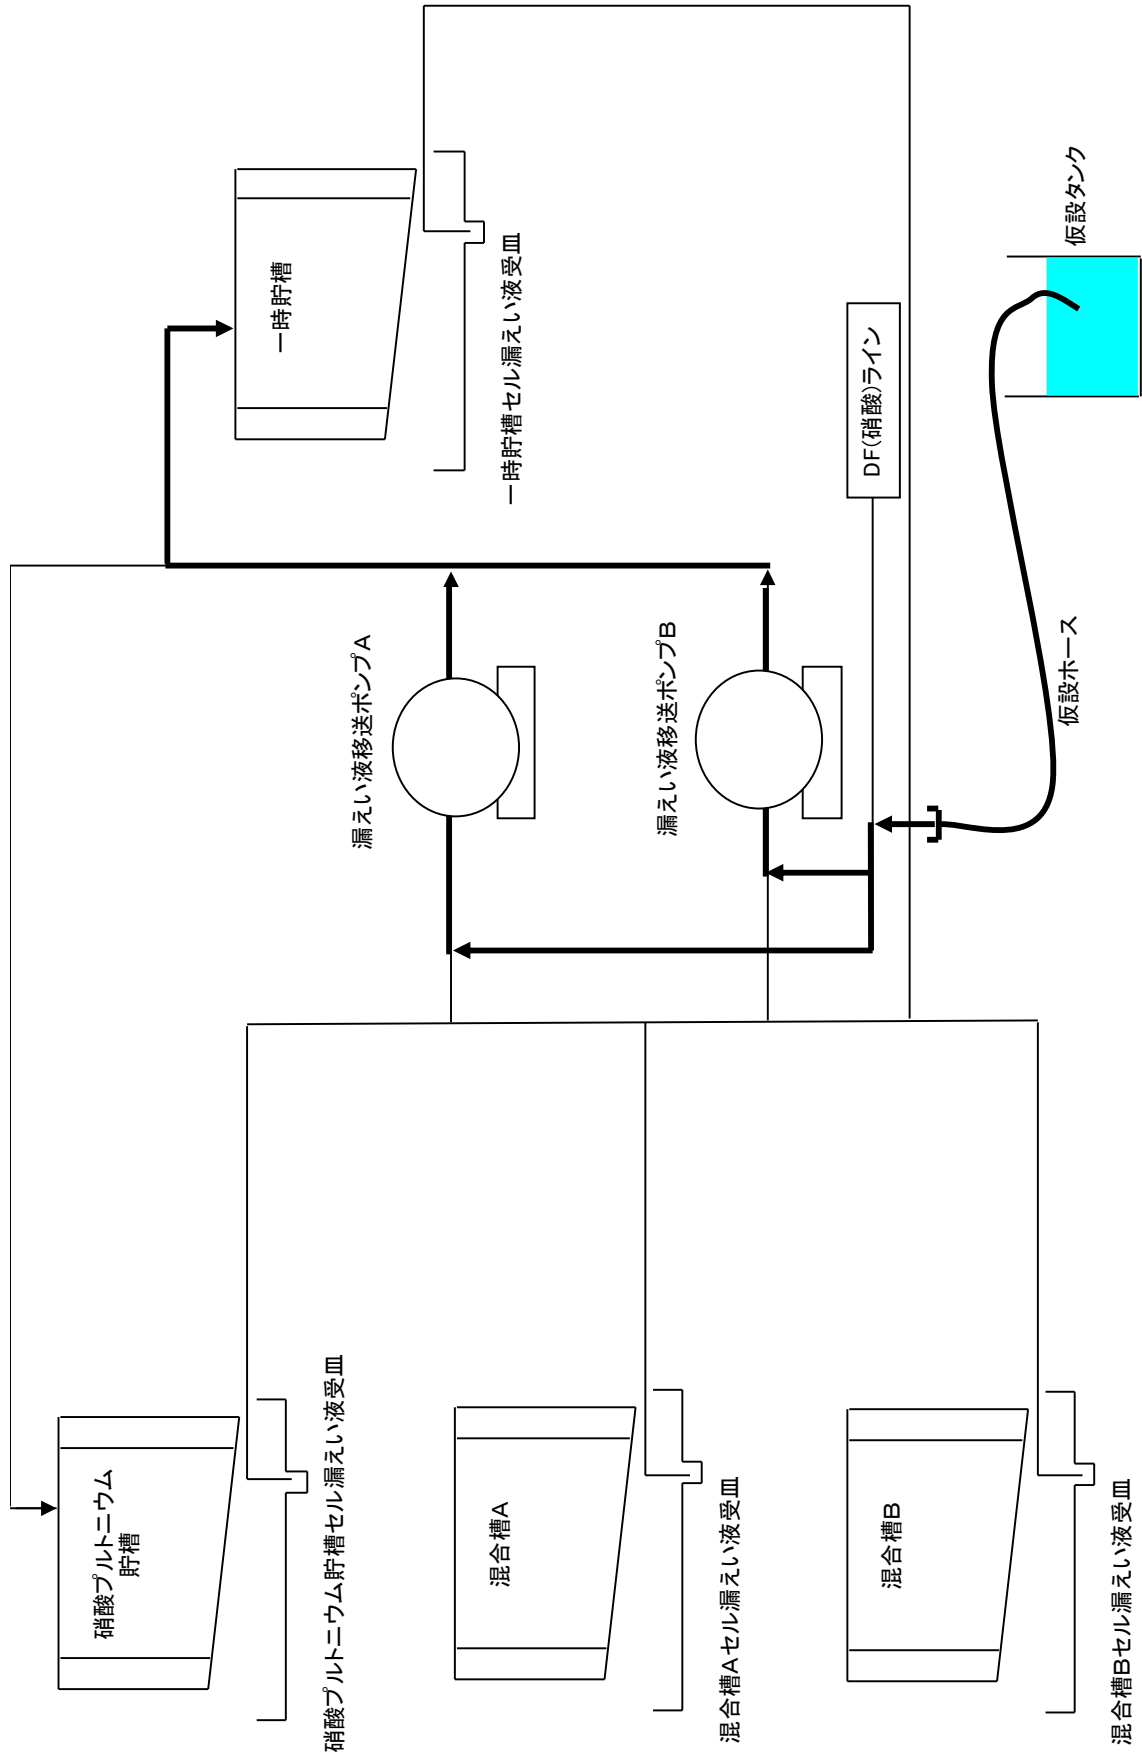 硝酸プルトニウム
貯槽
硝酸プルトニウム貯槽セル漏えい液受皿
混合槽A
混合槽Aセル漏えい液受皿
混合槽B
混合槽Bセル漏えい液受皿
漏えい液移送ポンプA
漏えい液移送ポンプB
一時貯槽
一時貯槽セル漏えい液受皿
DF(硝酸)ライン
仮設ホース
仮設タンク